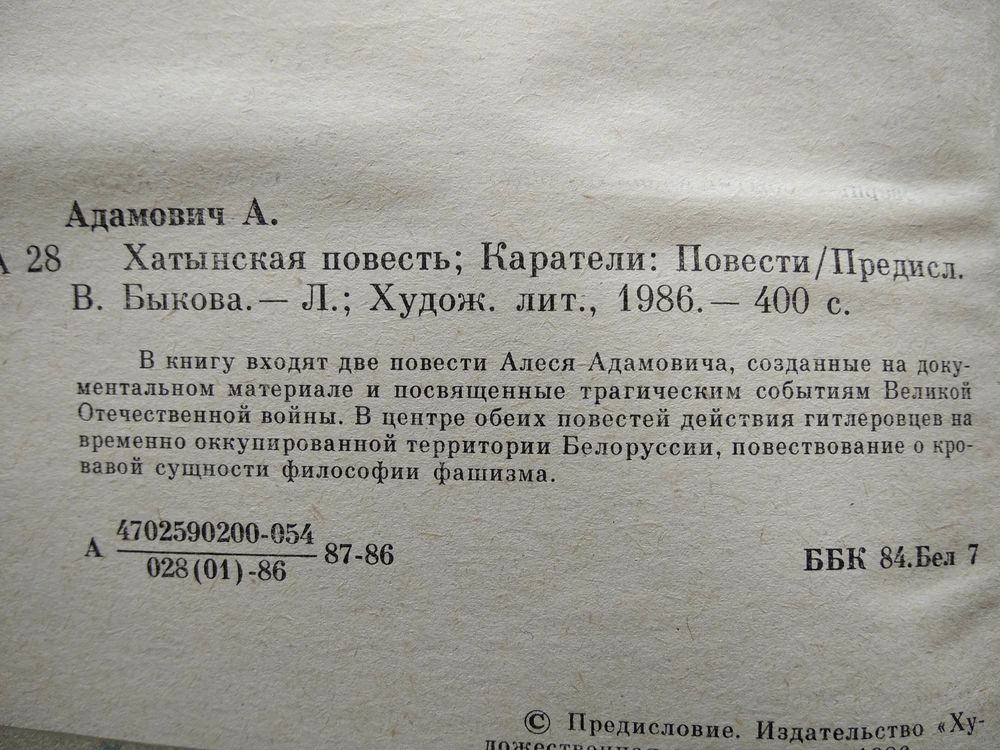 Адамович А.
А 28 Хатынская повесть; Каратели: Повести/Предисл.
В. Быкова.— Л.; Худож. лит., 1986.— 400 с.
В книгу входят две повести Алеся Адамовича, созданные на доку-
ментальном материале и посвященные трагическим событиям Великой
Отечественной войны. В центре обеих повестей действия гитлеровцев на
временно оккупированной территории Белоруссии, повествование о кро-
вавой сущности философии фашизма.
А 4702590200-054 87-86
028(01)-86
ББК 84.Бел 7
© Предисловие. Издательство «Ху-
дожественная